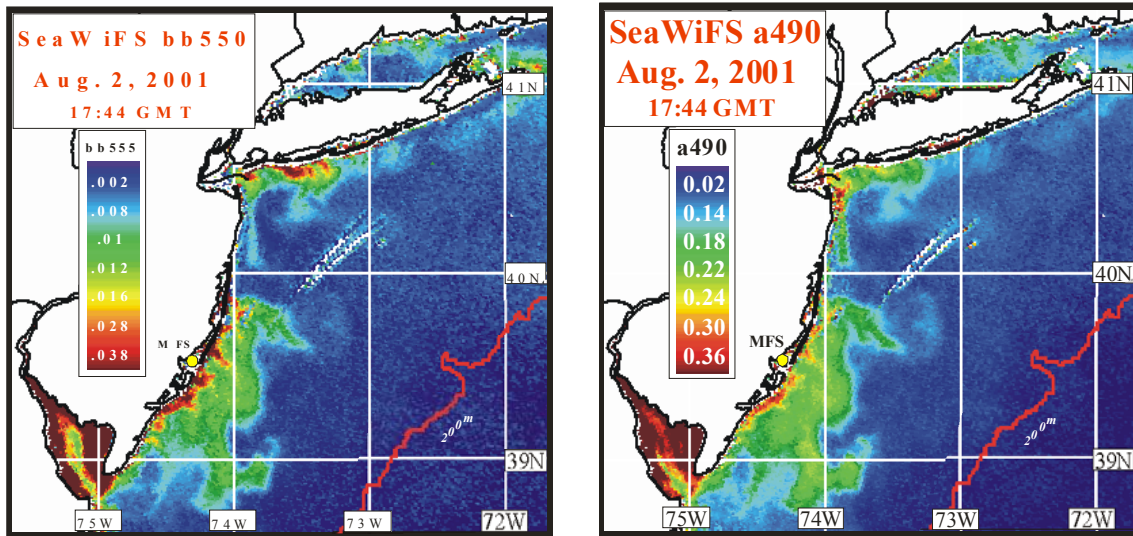 SeaW iFS bb550
Aug. 2, 2001
17:44 GMT
bb555
.002
.008
.01
.012
.016
.028
.038
M FS
200m
41N
40N
39N
75W
74W
73W
72W
SeaWiFS a490
Aug. 2, 2001
17:44 GMT
a490
0.02
0.14
0.18
0.22
0.24
0.30
0.36
MFS
200m
41N
40N
39N
75W
74W
73W
72W